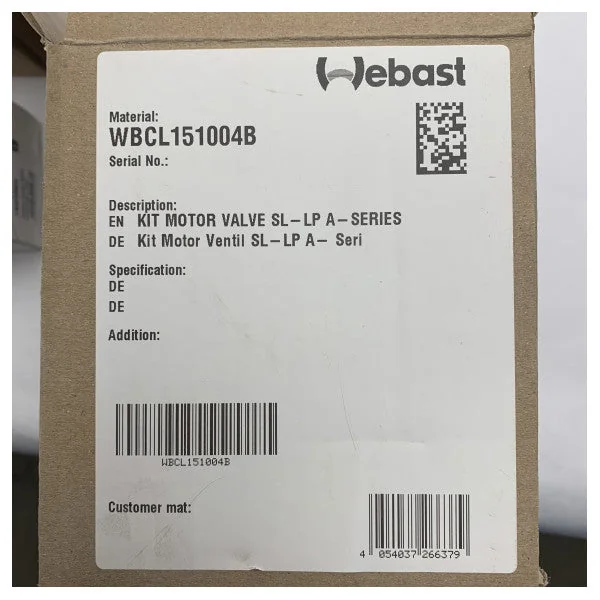 Webasto
Material:
WBCL151004B
Serial No.:
Description:
EN KIT MOTOR VALVE SL-LP A-SERIES
DE Kit Motor Ventil SL-LP A- Seri
Specification:
DE
DE
Addition:
WBCL151004B
Customer mat:
4 054037 266379